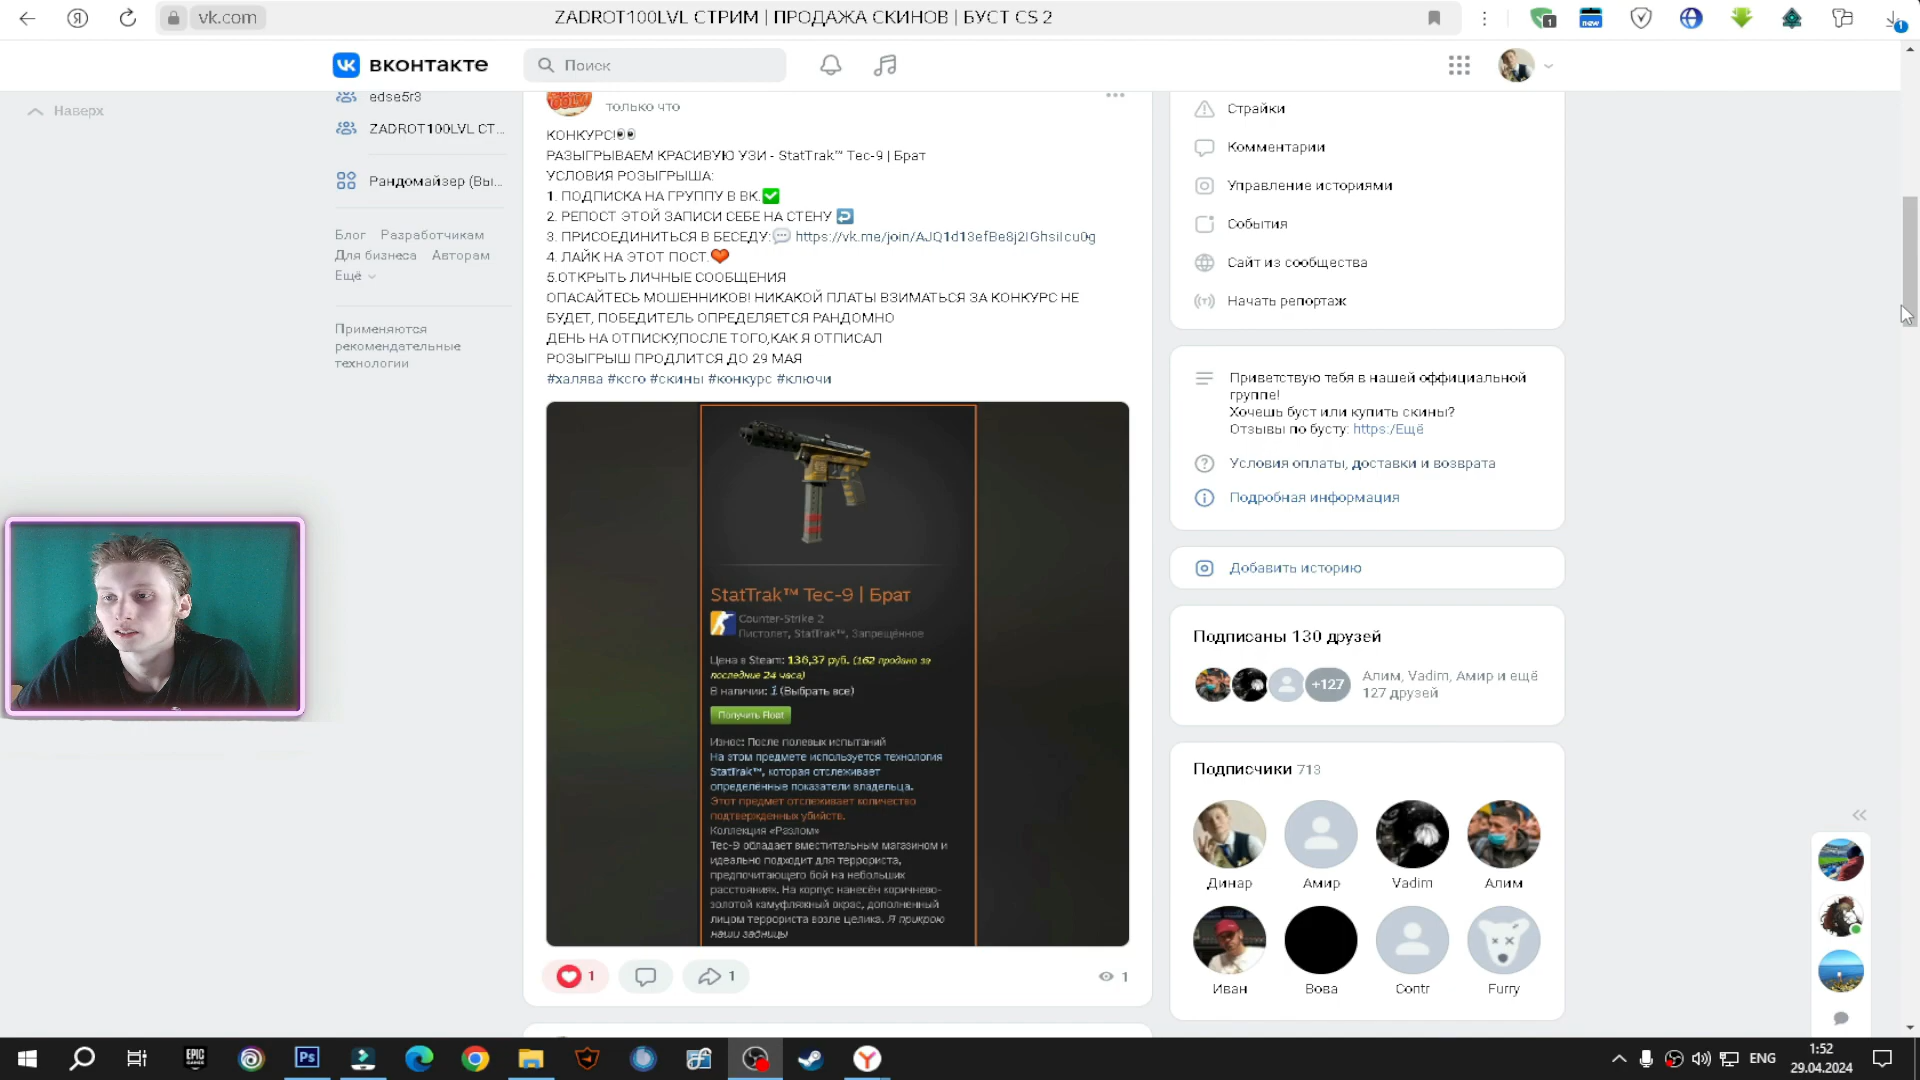 vk.com
ZADROT100LVL СТРИМ | ПРОДАЖА СКИНОВ | БУСТ CS 2
вконтакте
Поиск
Наверх
edse5r3
ZADROT100LVL СТ...
Рандомайзер (Вы...
Блог Разработчикам
Для бизнеса Авторам
Ещё
Применяются
рекомендательные
технологии
только что
КОНКУРС!👀
РАЗЫГРЫВАЕМ КРАСИВУЮ УЗИ - StatTrak™ Tec-9 | Брат
УСЛОВИЯ РОЗЫГРЫША:
1. ПОДПИСКА НА ГРУППУ В ВК.✅
2. РЕПОСТ ЭТОЙ ЗАПИСИ СЕБЕ НА СТЕНУ ↩️
3. ПРИСОЕДИНИТЬСЯ В БЕСЕДУ:💬 https://vk.me/join/AJQ1d13efBe8j2IGhsiIcu0g
4. ЛАЙК НА ЭТОТ ПОСТ.❤️
5.ОТКРЫТЬ ЛИЧНЫЕ СООБЩЕНИЯ
ОПАСАЙТЕСЬ МОШЕННИКОВ! НИКАКОЙ ПЛАТЫ ВЗИМАТЬСЯ ЗА КОНКУРС НЕ
БУДЕТ, ПОБЕДИТЕЛЬ ОПРЕДЕЛЯЕТСЯ РАНДОМНО
ДЕНЬ НА ОТПИСКУ,ПОСЛЕ ТОГО,КАК Я ОТПИСАЛ
РОЗЫГРЫШ ПРОДЛИТСЯ ДО 29 МАЯ
#халява #ксго #скины #конкурс #ключи
StatTrak™ Tec-9 | Брат
Counter-Strike 2
Пистолет, StatTrak™, Запрещённое
Цена в Steam: 136,37 руб. (162 продано за
последние 24 часа)
В наличии: 1 (Выбрать все)
Получить Float
Износ: После полевых испытаний
На этом предмете используется технология
StatTrak™, которая отслеживает
определённые показатели владельца.
Этот предмет отслеживает количество
подтвержденных убийств.
Коллекция «Разлом»
Tec-9 обладает вместительным магазином и
идеально подходит для террориста,
предпочитающего бой на небольших
расстояниях. На корпус нанесён коричнево-
золотой камуфляжный окрас, дополненный
лицом террориста возле целика. Я прикрою
наши задницы
1
1
1
Страйки
Комментарии
Управление историями
События
Сайт из сообщества
Начать репортаж
Приветствую тебя в нашей оффициальной
группе!
Хочешь буст или купить скины?
Отзывы по бусту: https:/Ещё
Условия оплаты, доставки и возврата
Подробная информация
Добавить историю
Подписаны 130 друзей
+127
Алим, Vadim, Амир и ещё
127 друзей
Подписчики 713
Динар Амир Vadim Алим
Иван Вова Contr Furry
ENG
1:52
29.04.2024